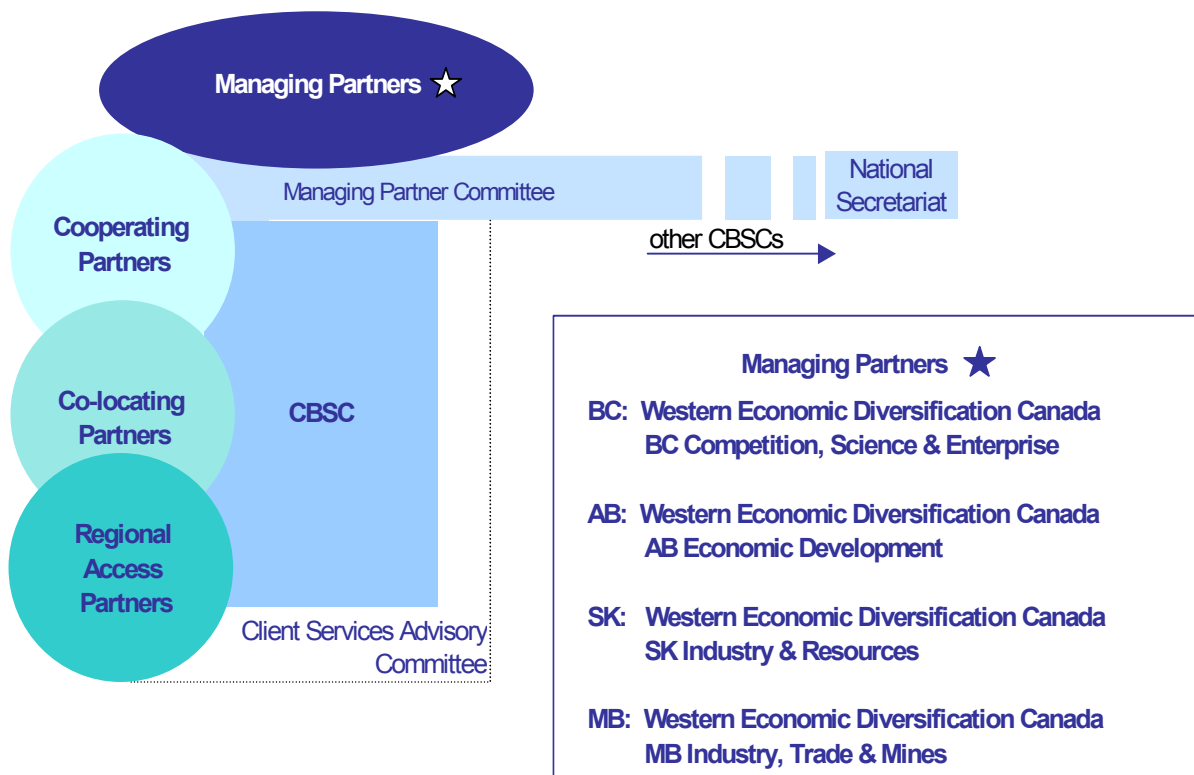 Managing Partners
Managing Partner Committee
National
Secretariat
Cooperating
Partners
other CBSCs
Co-locating
Partners
CBSC
Regional
Access
Partners
Client Services Advisory
Committee
Managing Partners
BC: Western Economic Diversification Canada
BC Competition, Science & Enterprise
AB: Western Economic Diversification Canada
AB Economic Development
SK: Western Economic Diversification Canada
SK Industry & Resources
MB: Western Economic Diversification Canada
MB Industry, Trade & Mines